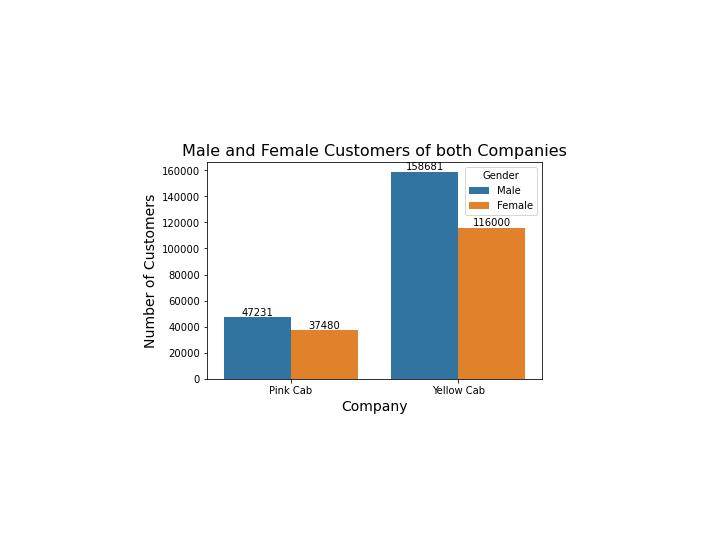 Male and Female Customers of both Companies
158681
160000
Gender
Male
140000
Female
120000
116000
100000
80000
60000
47231
37480
40000
20000
0
Pink Cab
Yellow Cab
Company
Number of Customers